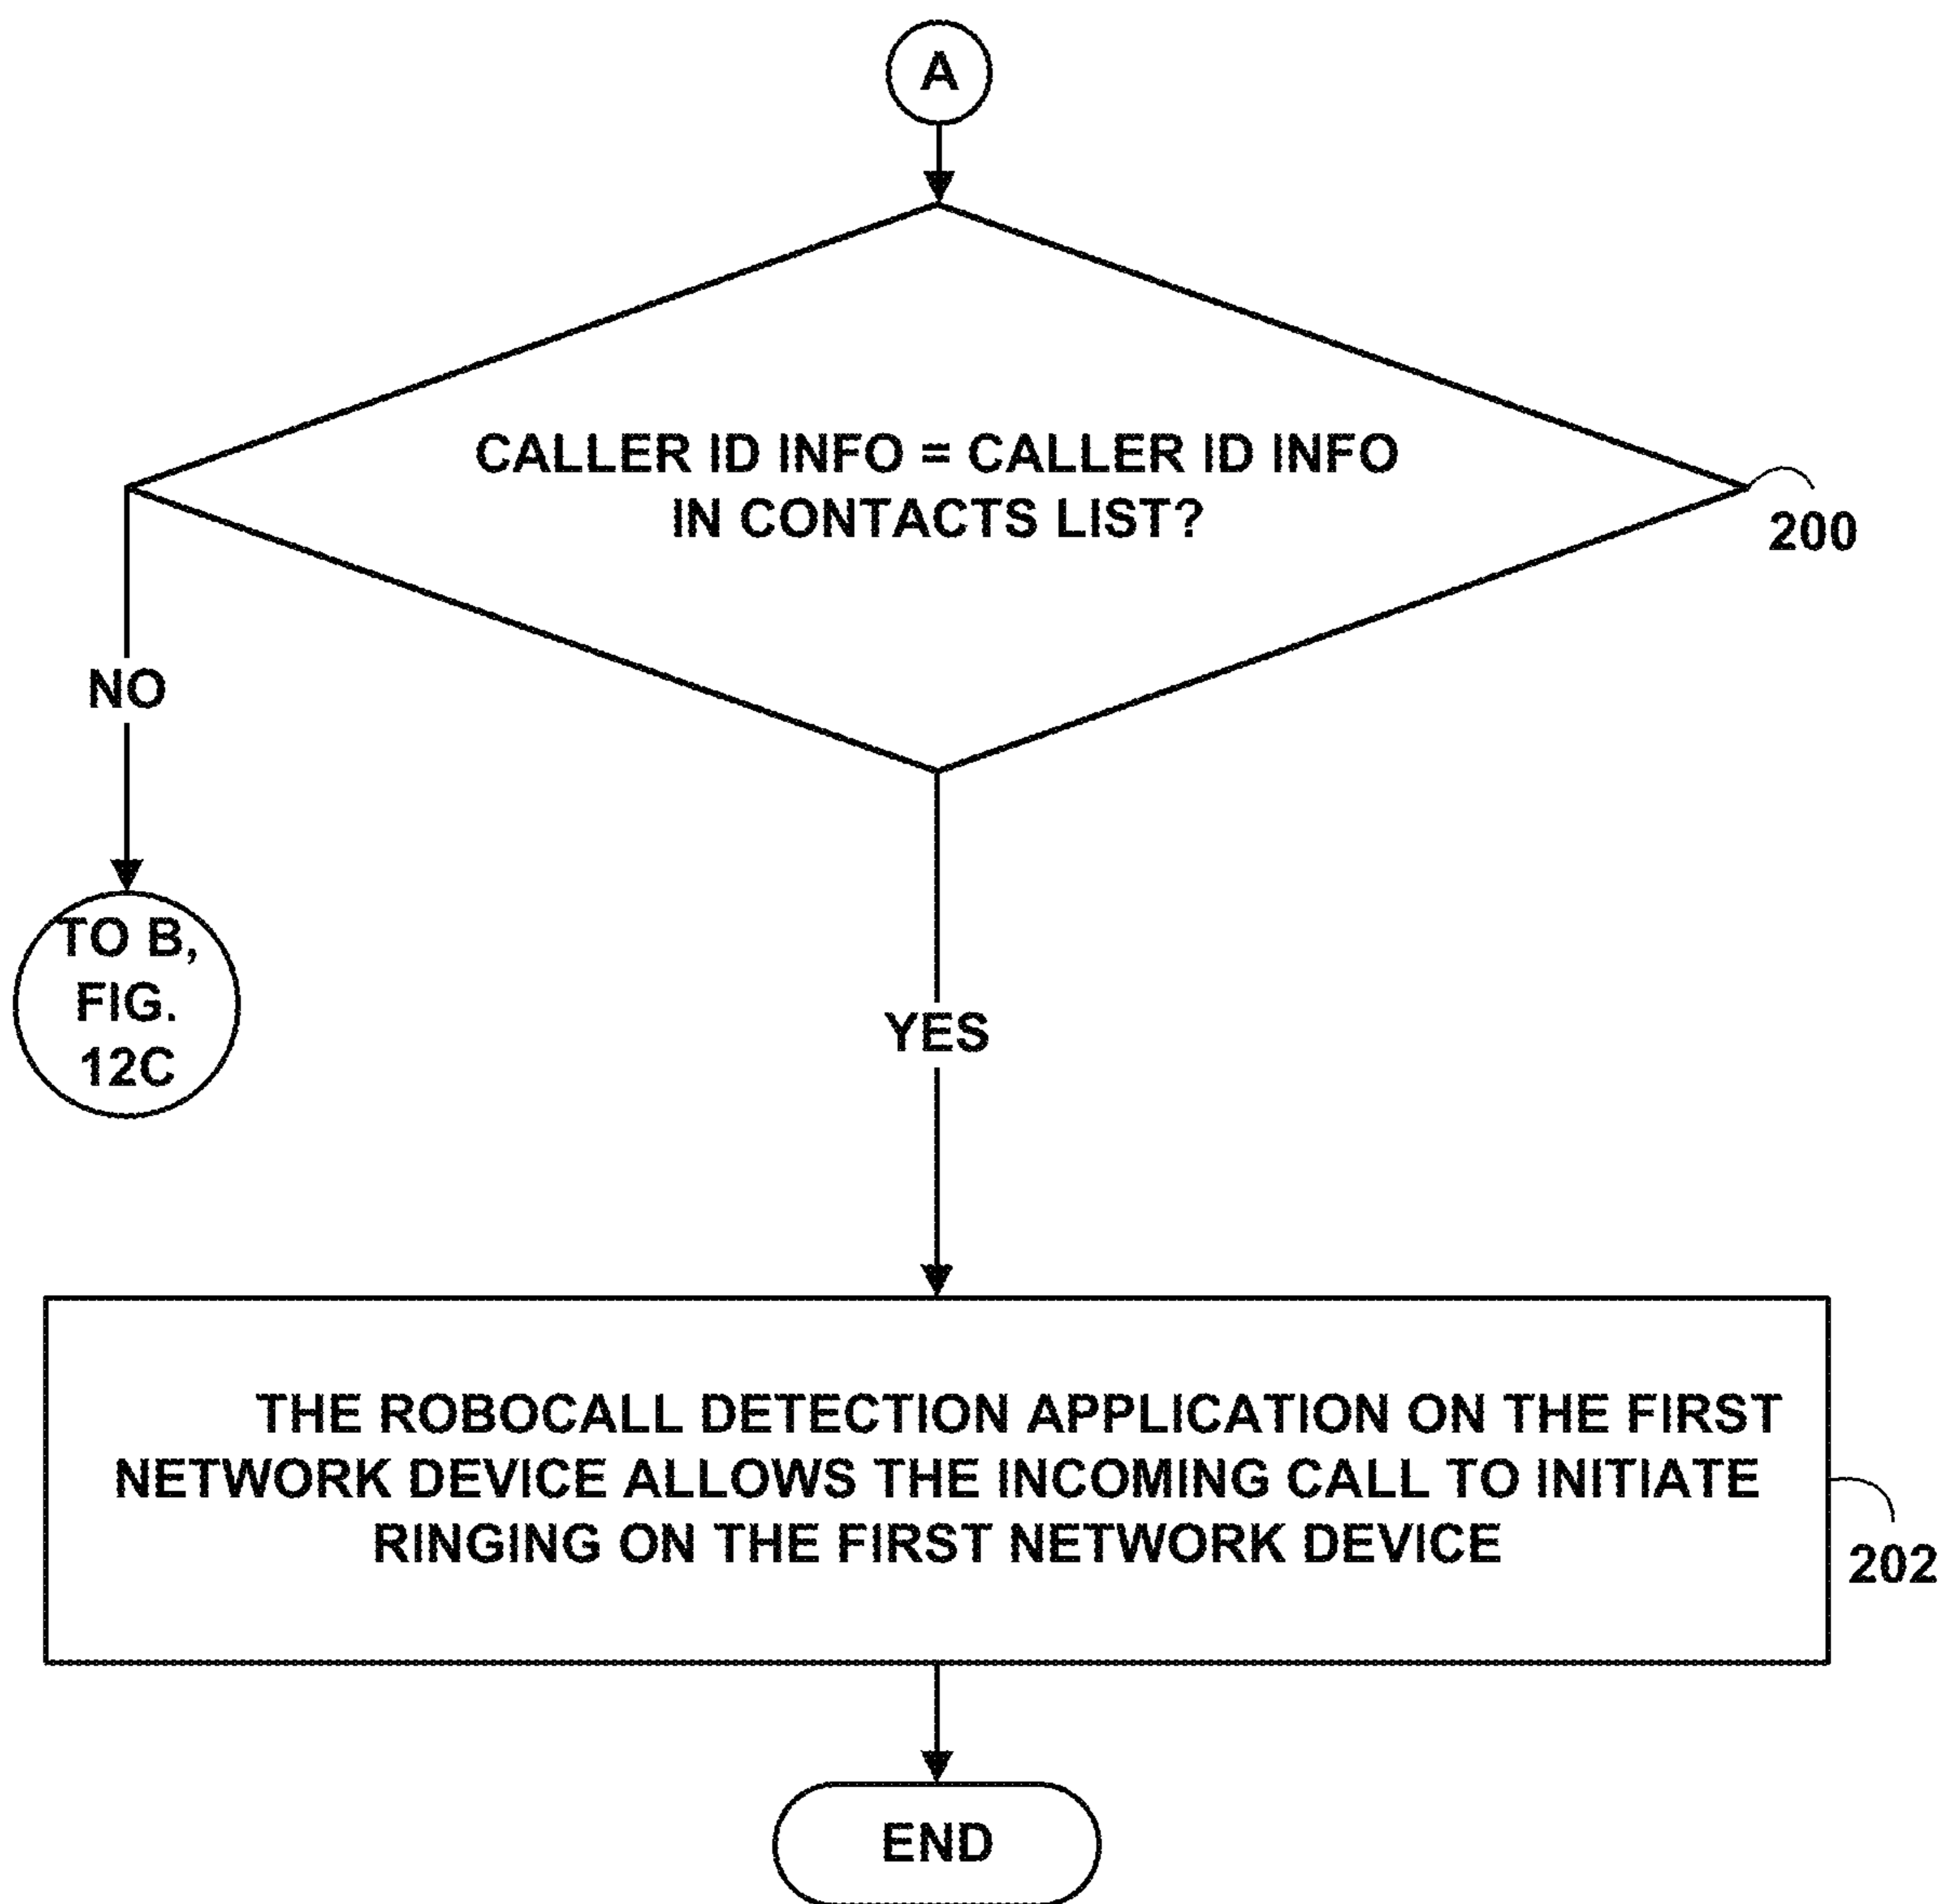 A
CALLER ID INFO = CALLER ID INFO
IN CONTACTS LIST?
200
NO
TO B,
FIG.
12C
YES
THE ROBOCALL DETECTION APPLICATION ON THE FIRST
NETWORK DEVICE ALLOWS THE INCOMING CALL TO INITIATE
RINGING ON THE FIRST NETWORK DEVICE
202
END